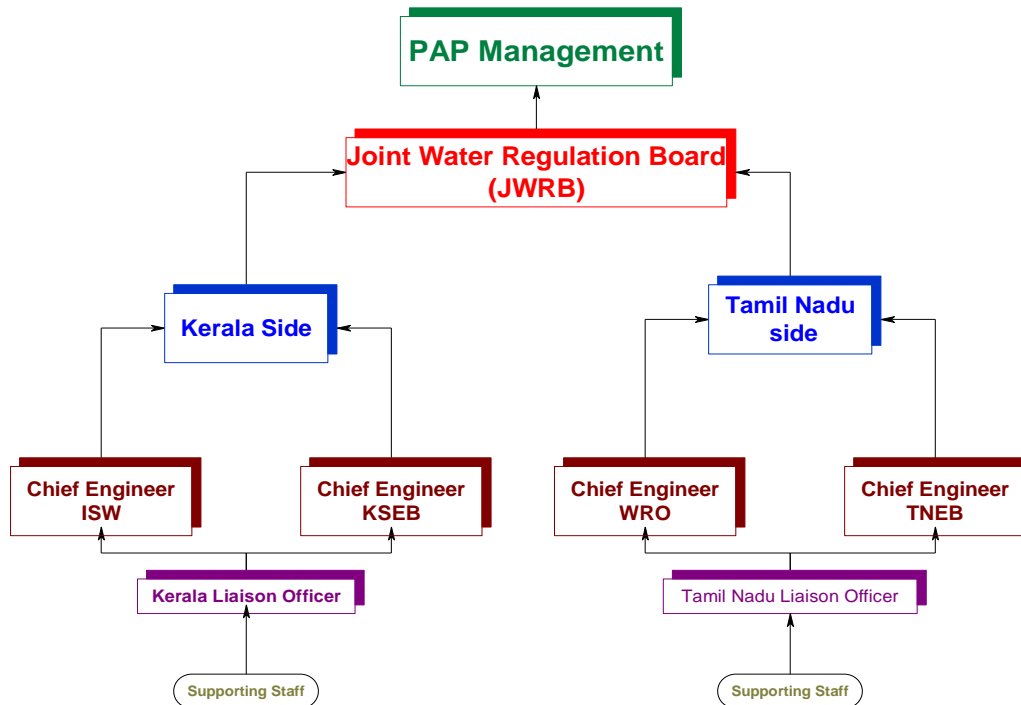 PAP Management
Joint Water Regulation Board
(JWRB)
Kerala Side
Tamil Nadu
side
Chief Engineer
ISW
Chief Engineer
KSEB
Chief Engineer
WRO
Chief Engineer
TNEB
Kerala Liaison Officer
Tamil Nadu Liaison Officer
Supporting Staff
Supporting Staff